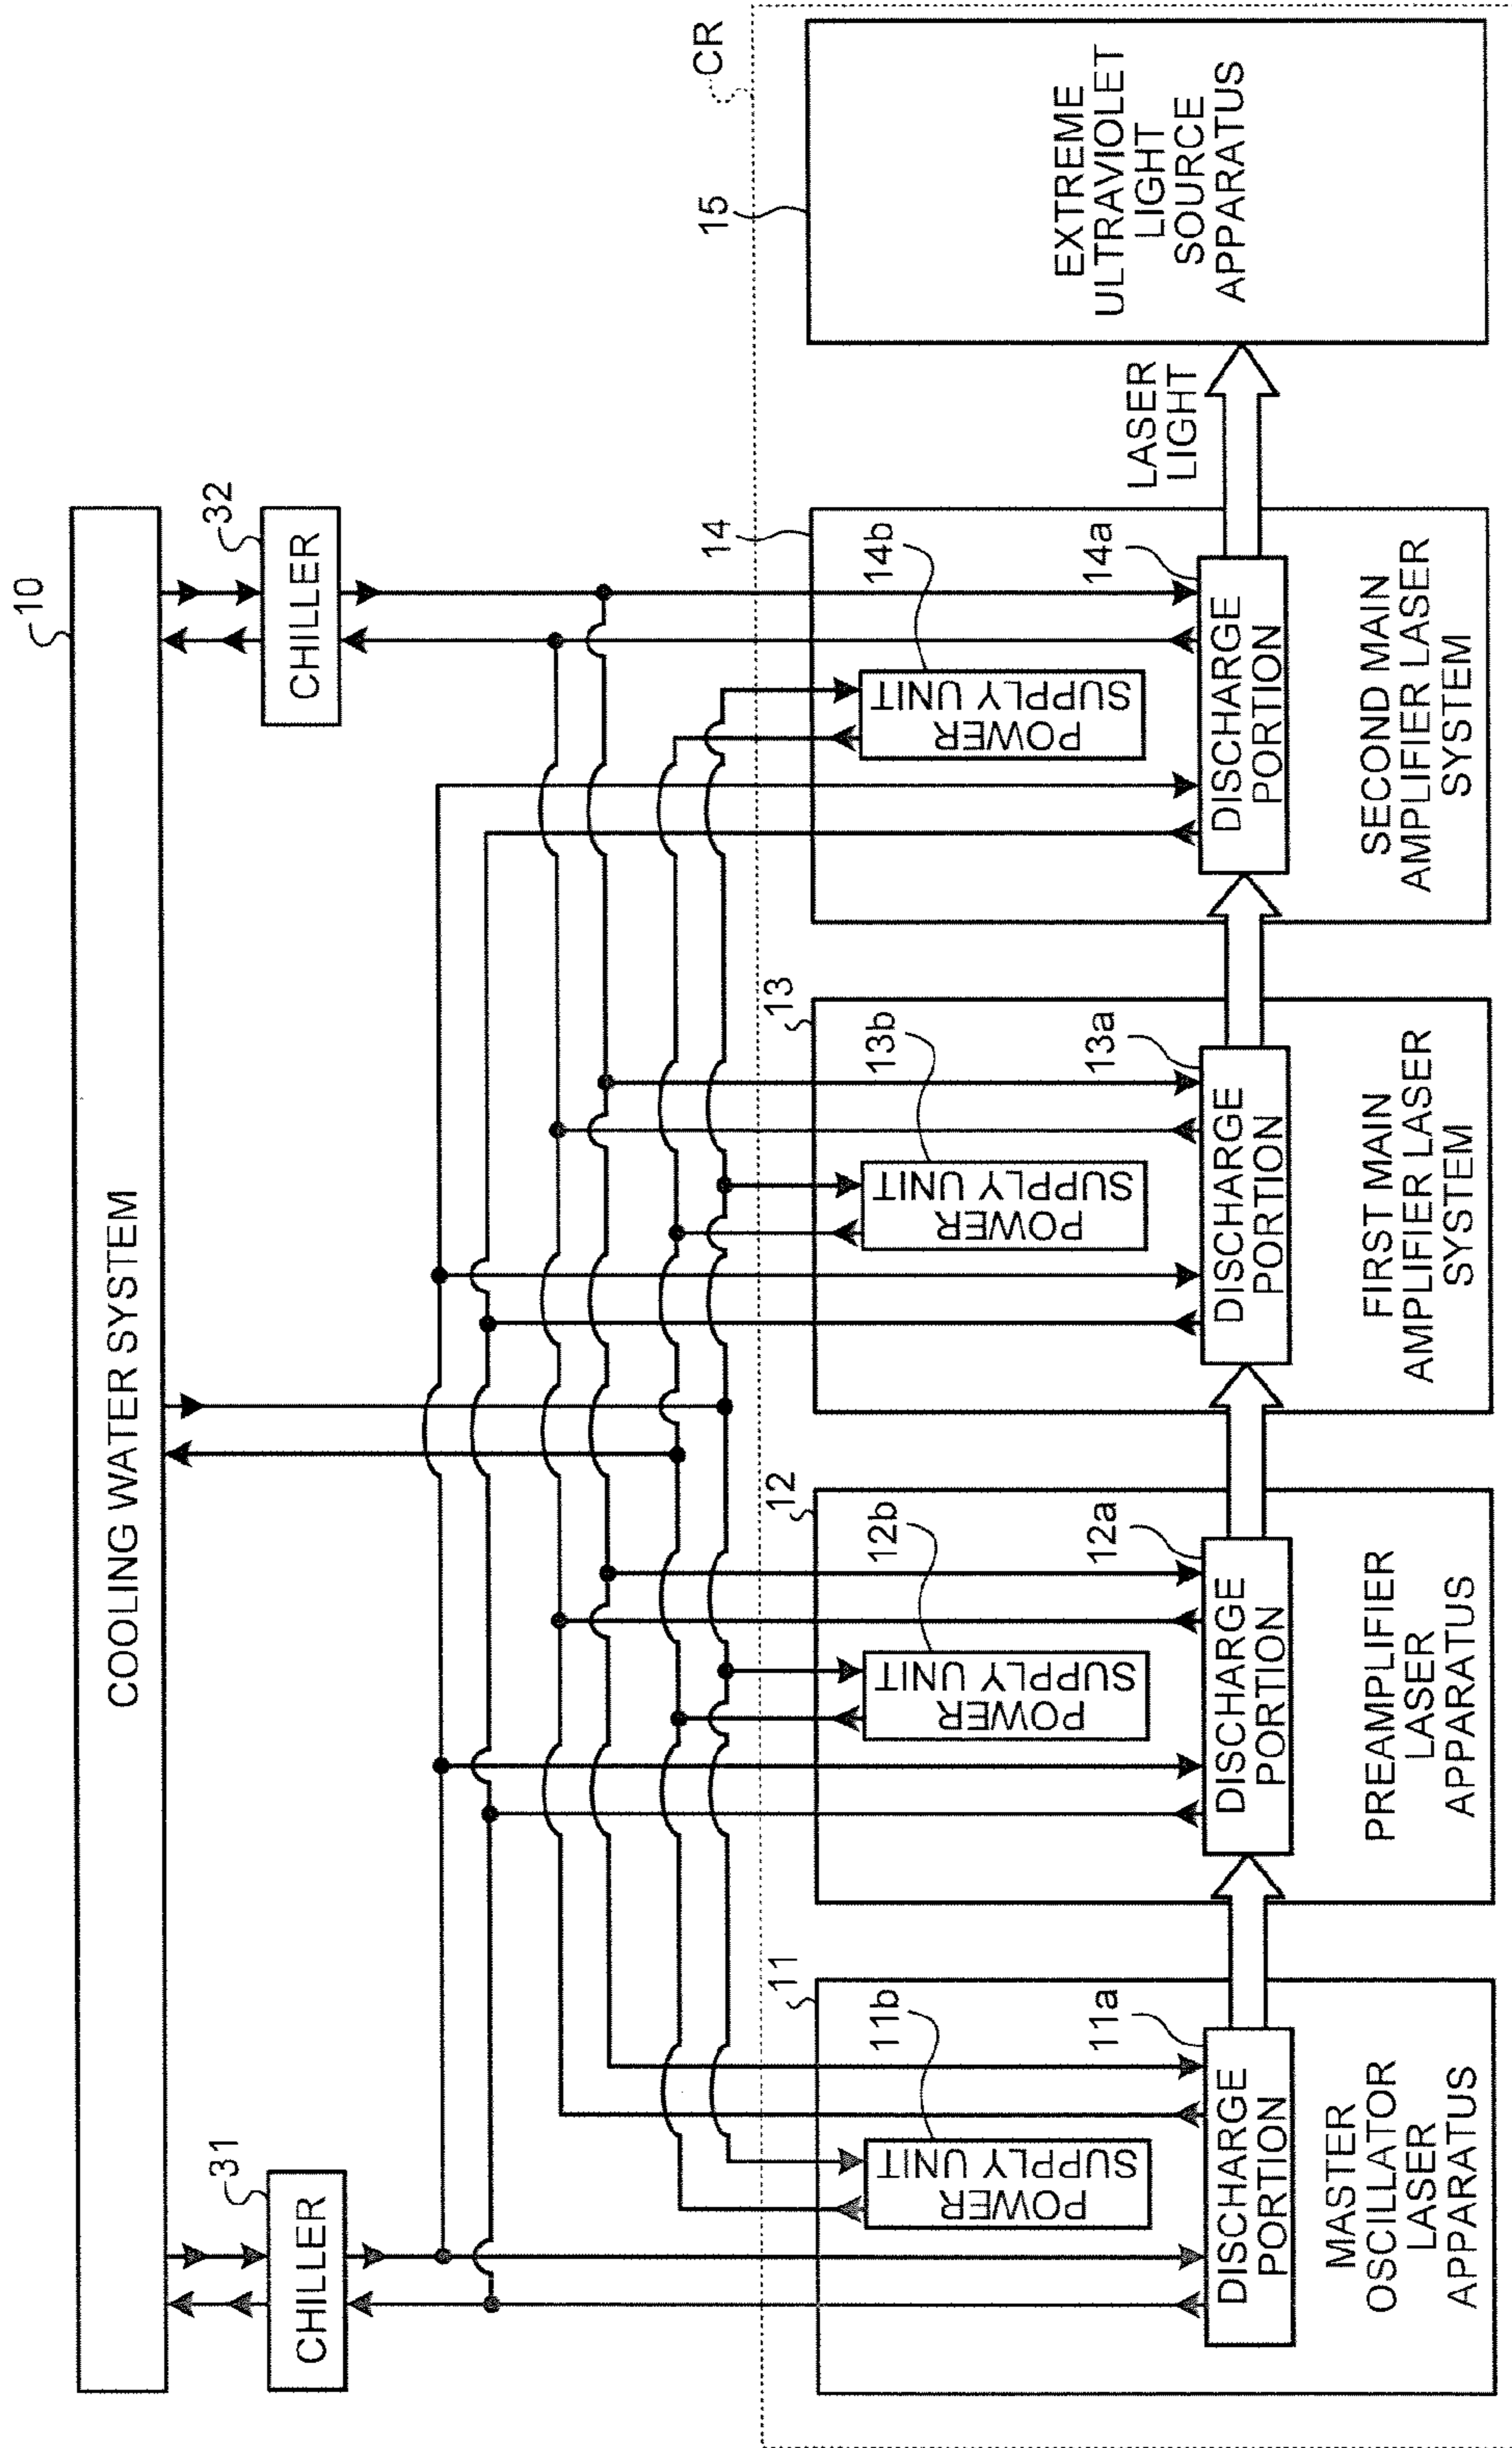 10
COOLING WATER SYSTEM
31
CHILLER
32
CHILLER
CR
11
11b
POWER
SUPPLY UNIT
11a
DISCHARGE
PORTION
MASTER
OSCILLATOR
LASER
APPARATUS
12
12b
POWER
SUPPLY UNIT
12a
DISCHARGE
PORTION
PREAMPLIFIER
LASER
APPARATUS
13
13b
POWER
SUPPLY UNIT
13a
DISCHARGE
PORTION
FIRST MAIN
AMPLIFIER LASER
SYSTEM
14
14b
POWER
SUPPLY UNIT
14a
DISCHARGE
PORTION
SECOND MAIN
AMPLIFIER LASER
SYSTEM
LASER
LIGHT
15
EXTREME
ULTRAVIOLET
LIGHT
SOURCE
APPARATUS